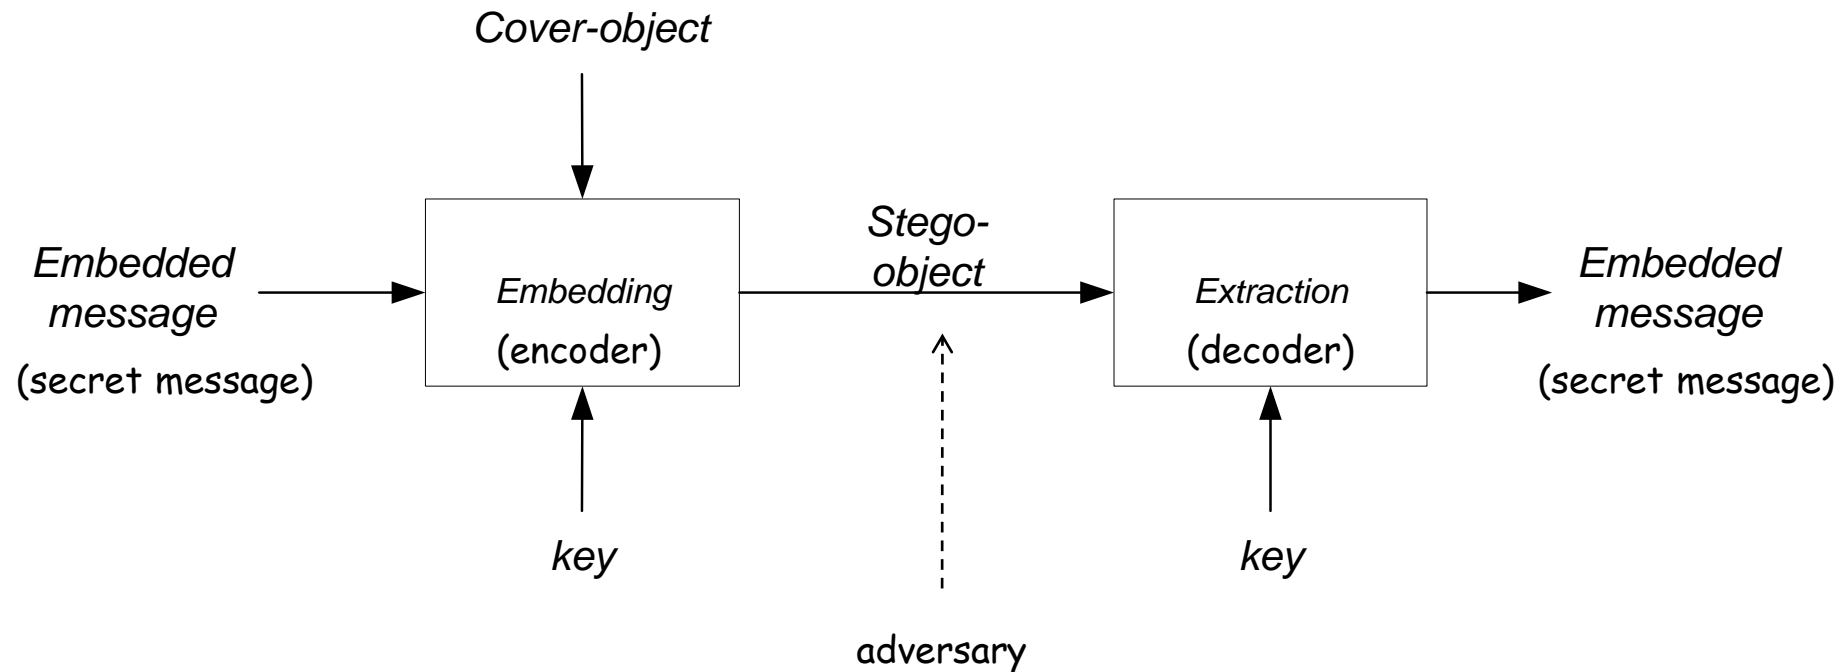 Cover-object
Embedded
message
(secret message)
Embedding
(encoder)
Stego-
object
Extraction
(decoder)
Embedded
message
(secret message)
key
key
adversary